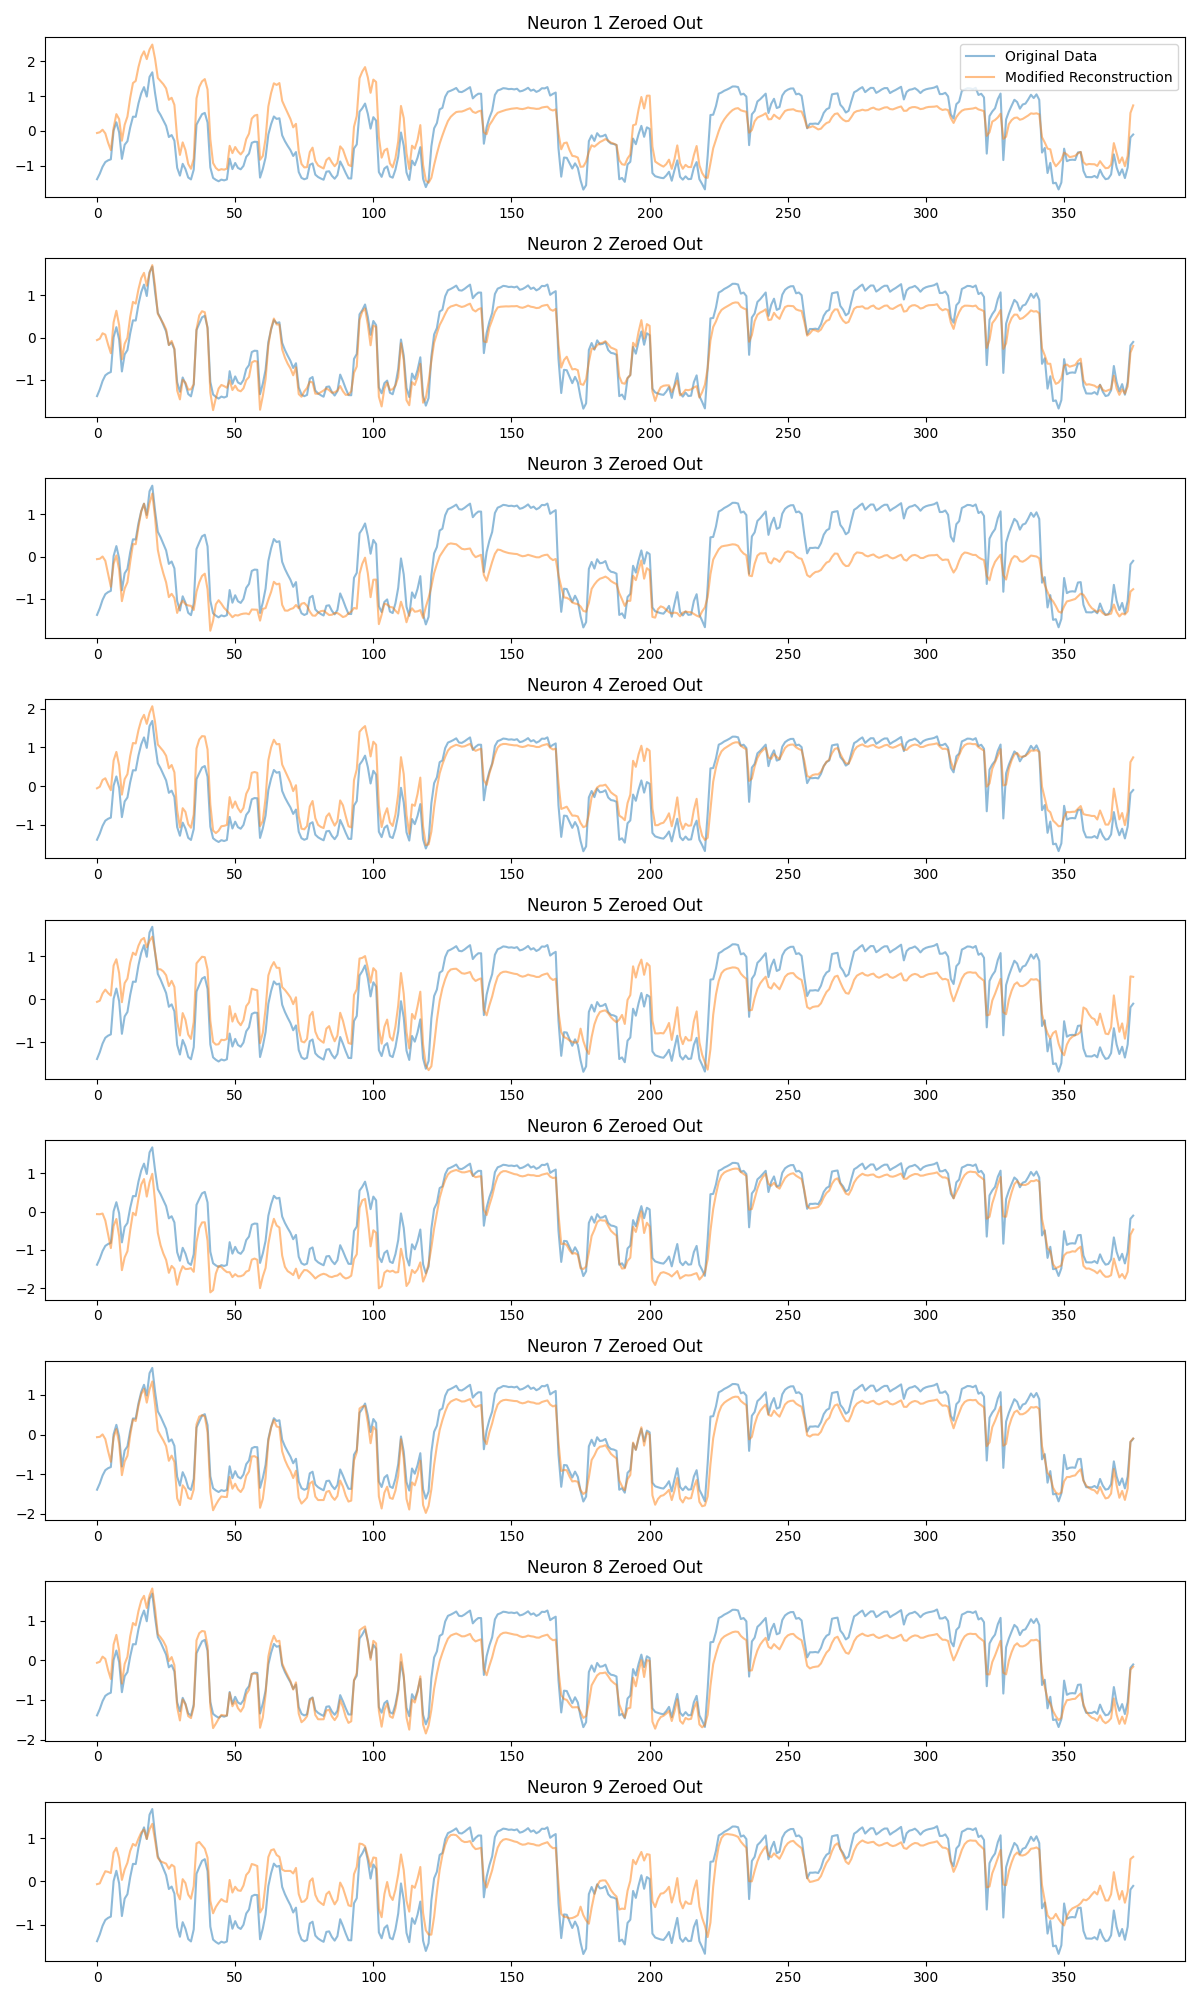 Neuron 1 Zeroed Out
Original Data
Modified Reconstruction
2
1
0
−1
0 50 100 150 200 250 300 350
Neuron 2 Zeroed Out
1
0
−1
0 50 100 150 200 250 300 350
Neuron 3 Zeroed Out
1
0
−1
0 50 100 150 200 250 300 350
Neuron 4 Zeroed Out
2
1
0
−1
0 50 100 150 200 250 300 350
Neuron 5 Zeroed Out
1
0
−1
0 50 100 150 200 250 300 350
Neuron 6 Zeroed Out
1
0
−1
−2
0 50 100 150 200 250 300 350
Neuron 7 Zeroed Out
1
0
−1
−2
0 50 100 150 200 250 300 350
Neuron 8 Zeroed Out
1
0
−1
−2
0 50 100 150 200 250 300 350
Neuron 9 Zeroed Out
1
0
−1
0 50 100 150 200 250 300 350